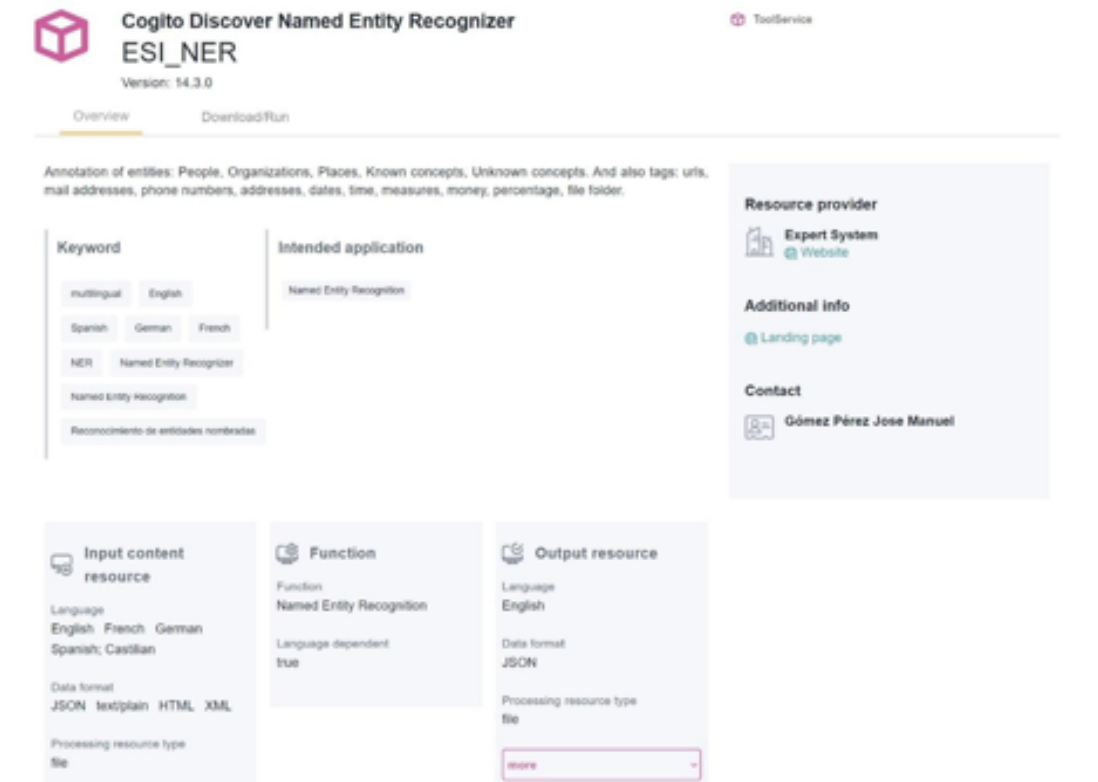 Cogito Discover Named Entity Recognizer
ToolService
ESI_NER
Version: 14.3.0
Overview
Download/Run
Annotation of entities: People, Organizations, Places, Known concepts, Unknown concepts. And also tags: urls,
mail addresses, phone numbers, addresses, dates, time, measures, money, percentage, file folder.
Keyword
multilingual
English
Spanish
German
French
NER
Named Entity Recognizer
Named Entity Recognition
Reconocimiento de entidades nombradas
Intended application
Named Entity Recognition
Resource provider
Expert System
Website
Additional info
Landing page
Contact
Gómez Pérez Jose Manuel
Input content
resource
Language
English French German
Spanish; Castilian
Data format
JSON text/plain HTML XML
Processing resource type
file
Function
Function
Named Entity Recognition
Language dependent
true
Output resource
Language
English
Data format
JSON
Processing resource type
file
more